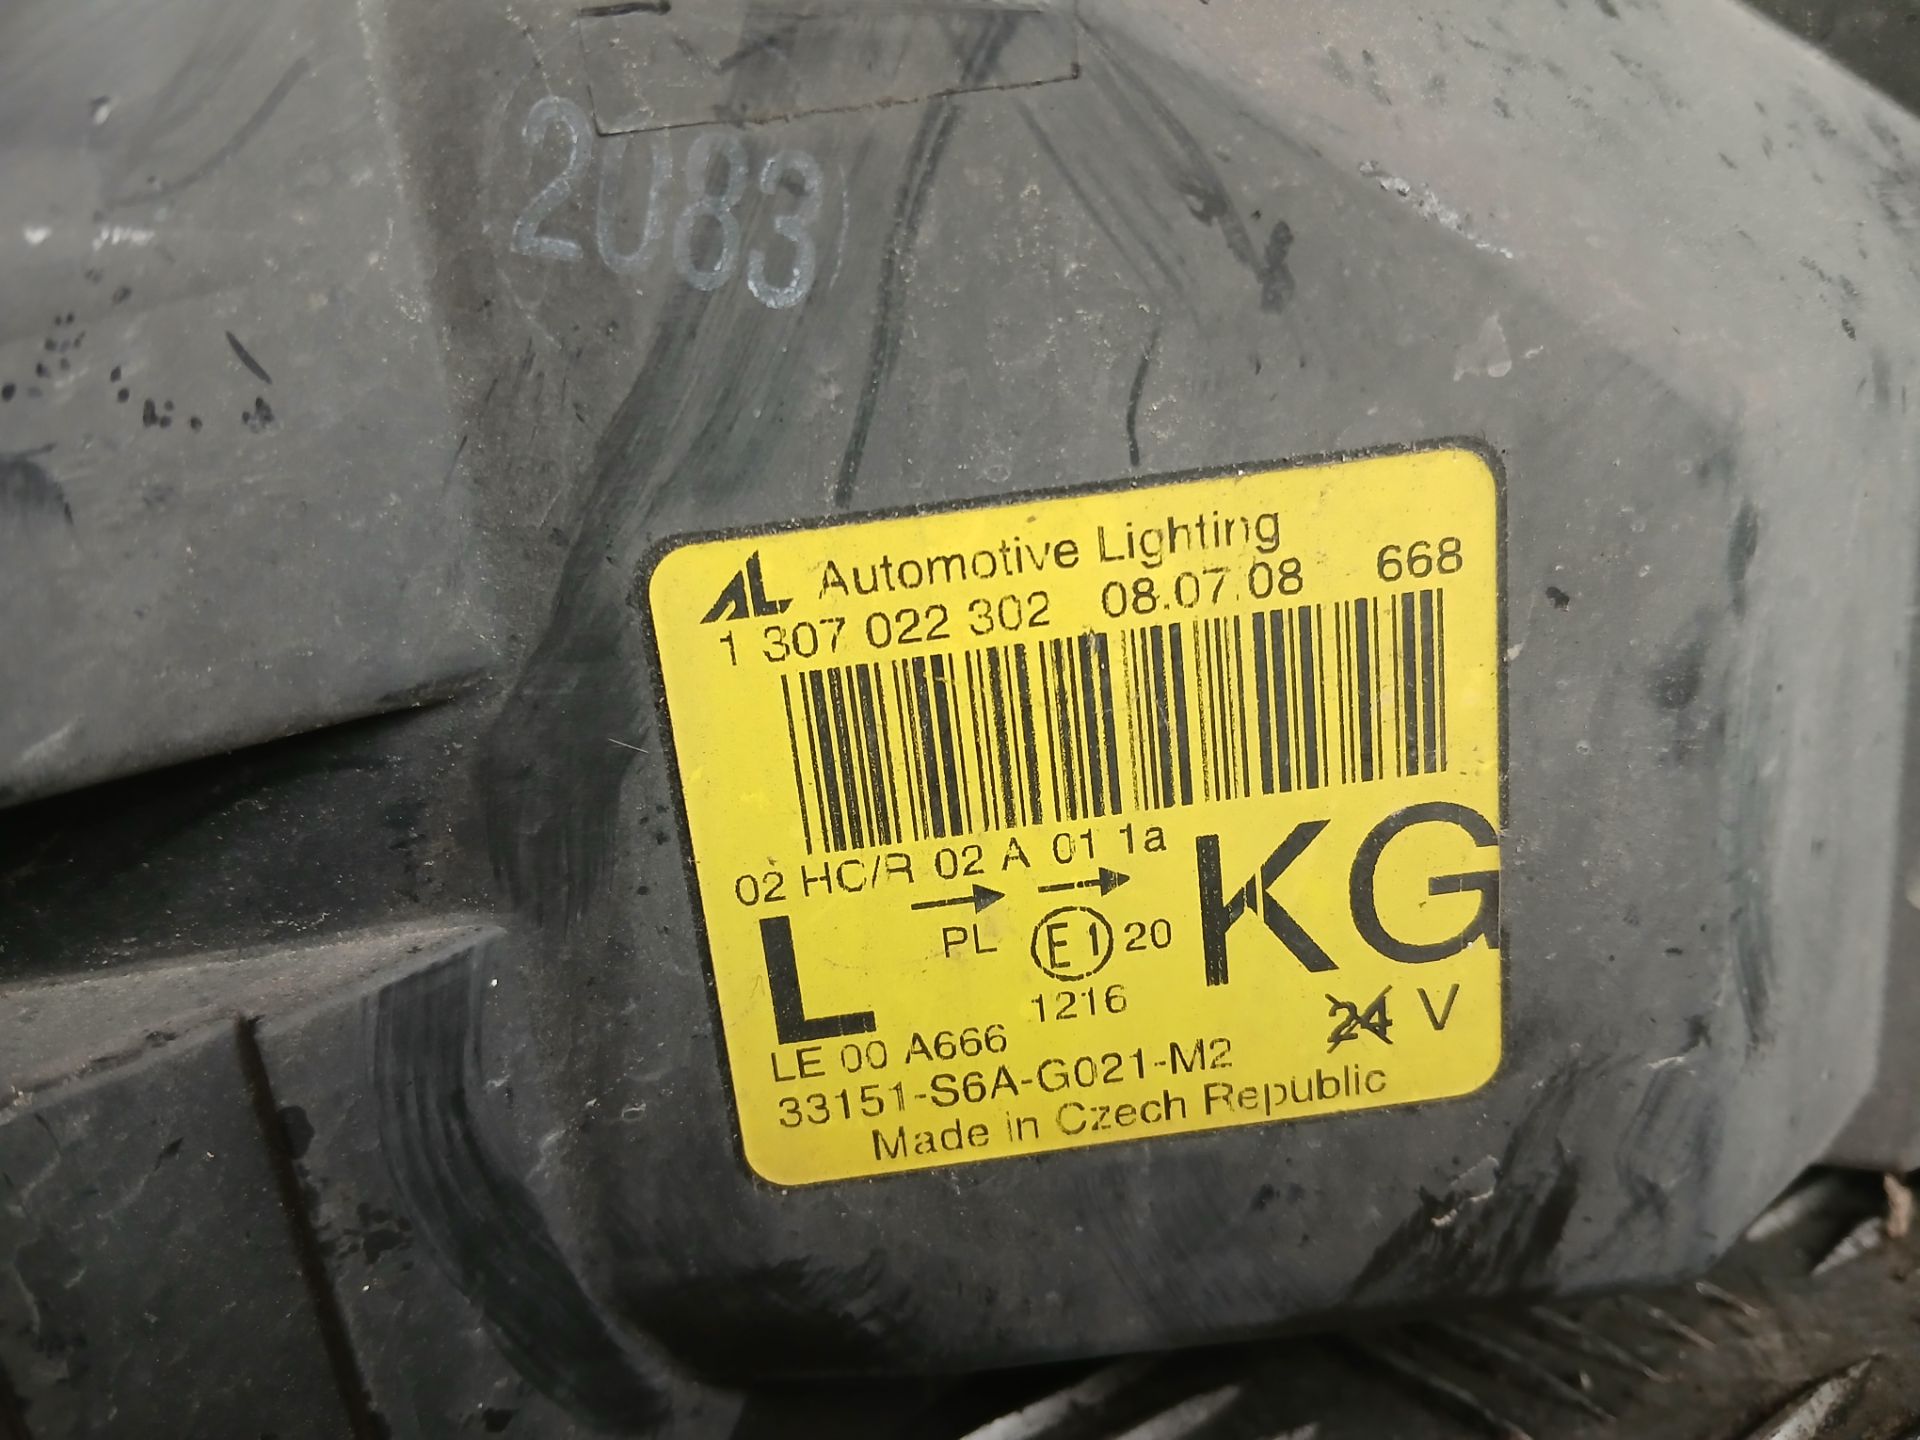 2083
AL Automotive Lighting
1 307 022 302 08.07.08 668
02 HC/R 02 A 01 1a
KG
L PL E1 20
1216
24 V
LE 00 A666
33151-S6A-G021-M2
Made in Czech Republic